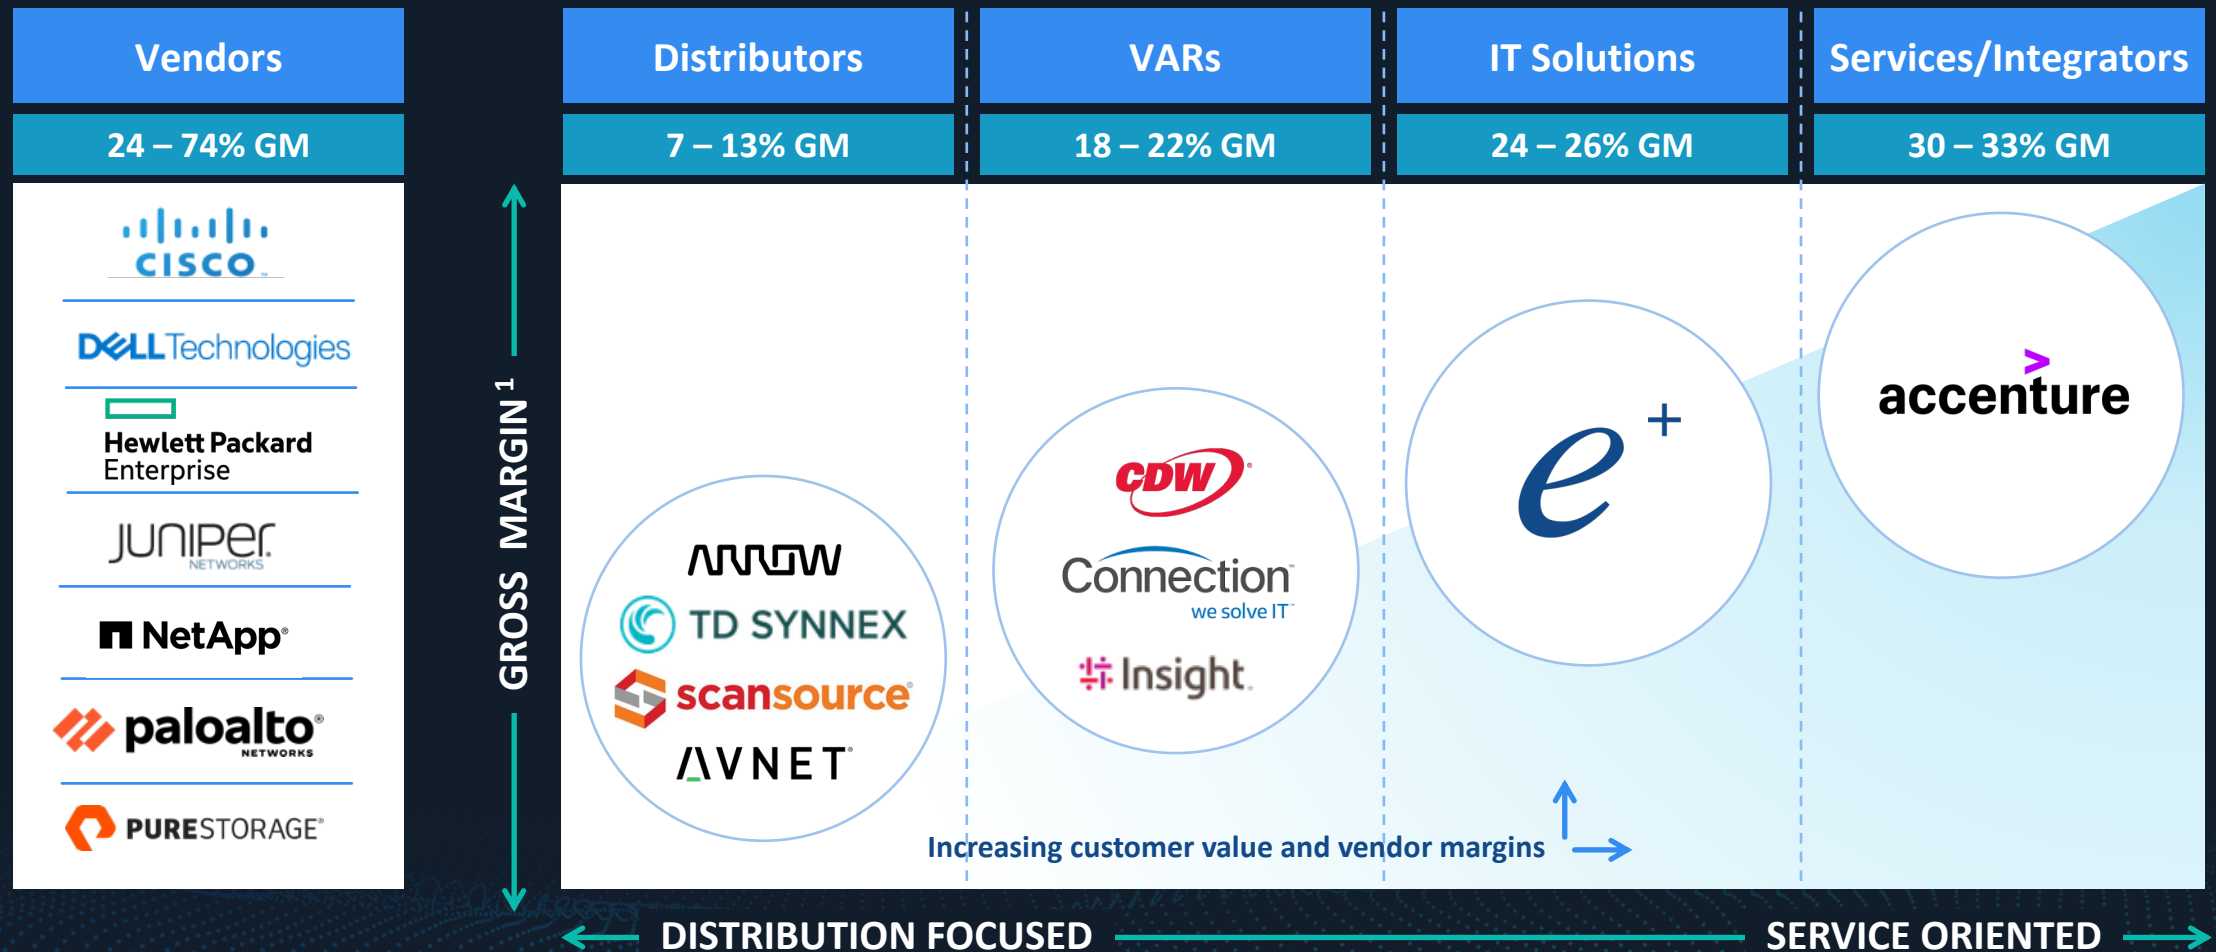 Vendors
24 – 74% GM
CISCO
DELL Technologies
Hewlett Packard
Enterprise
JUNIPEr
NETWORKS
NetApp
paloalto
NETWORKS
PURESTORAGE
GROSS MARGIN 1
Distributors
7 – 13% GM
ARROW
TD SYNNEX
scansource
AVNET
VARs
18 – 22% GM
CDW
Connection
we solve IT
Insight
IT Solutions
24 – 26% GM
e+
Services/Integrators
30 – 33% GM
accenture
Increasing customer value and vendor margins
DISTRIBUTION FOCUSED
SERVICE ORIENTED